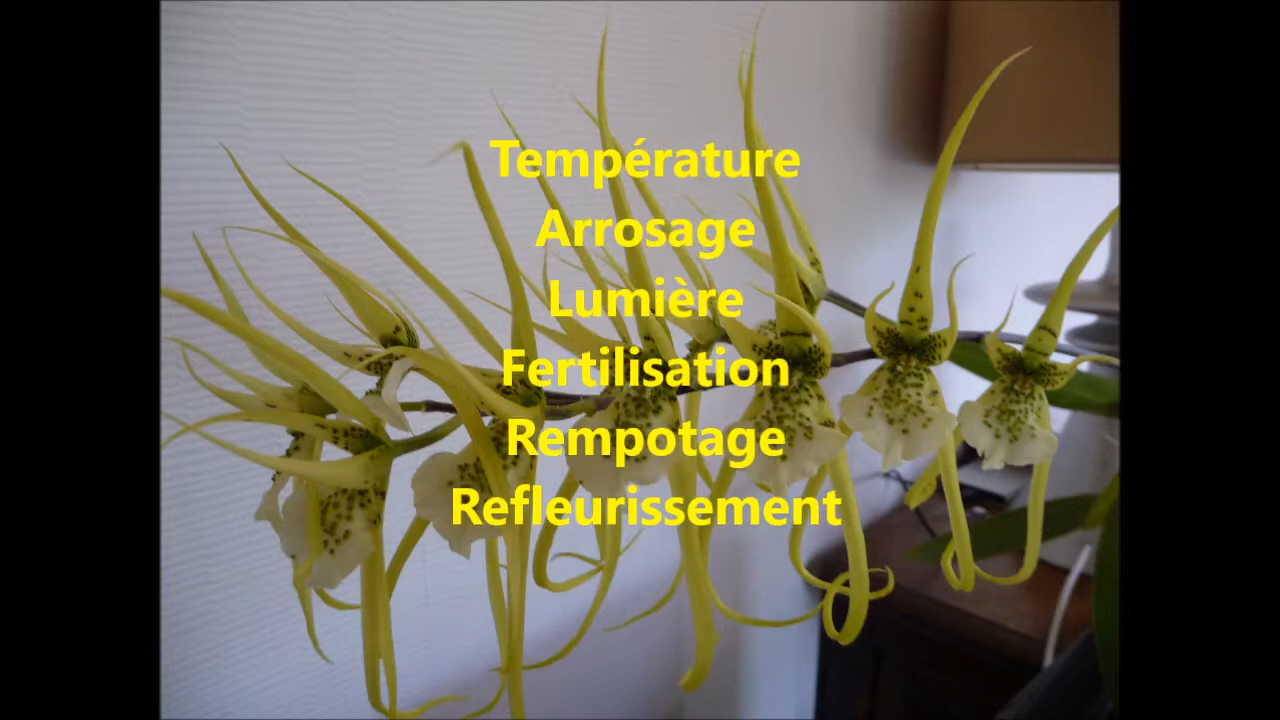 Température
Arrosage
Lumière
Fertilisation
Rempotage
Refleurissement